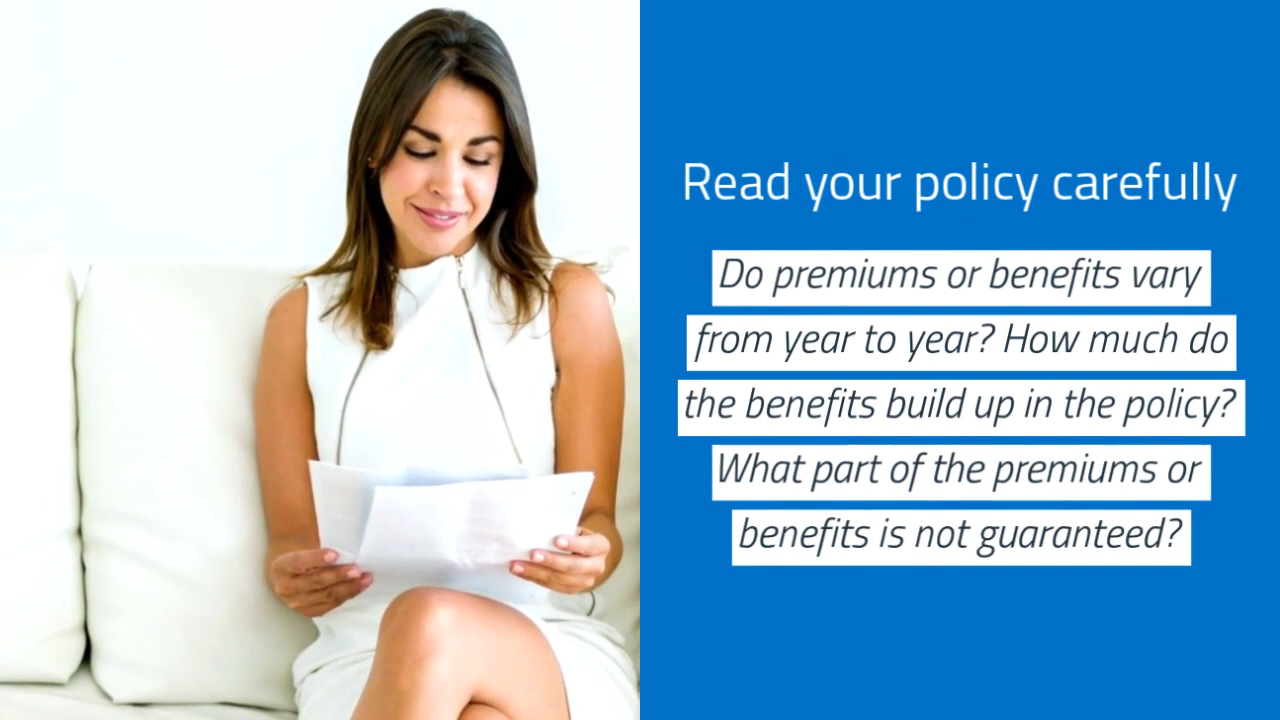 Read your policy carefully
Do premiums or benefits vary
from year to year? How much do
the benefits build up in the policy?
What part of the premiums or
benefits is not guaranteed?